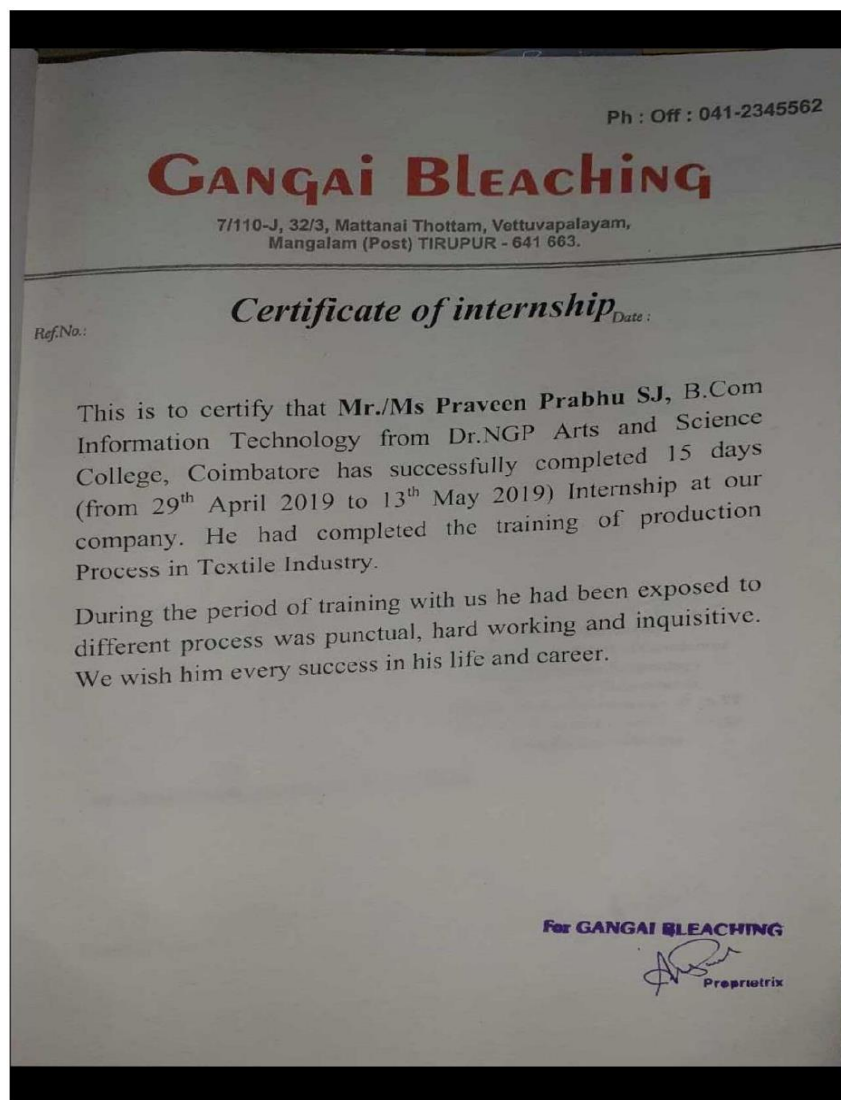 Ph : Off : 041-2345562
GANGAi BlEAChiNG
7/110-J, 32/3, Mattanai Thottam, Vettuvapalayam,
Mangalam (Post) TIRUPUR - 641 663.
Certificate of internship
Date :
Ref.No.:
This is to certify that Mr./Ms Praveen Prabhu SJ, B.Com
Information Technology from Dr.NGP Arts and Science
College, Coimbatore has successfully completed 15 days
(from 29th April 2019 to 13th May 2019) Internship at our
company. He had completed the training of production
Process in Textile Industry.
During the period of training with us he had been exposed to
different process was punctual, hard working and inquisitive.
We wish him every success in his life and career.
For GANGAI BLEACHING
Proprietrix